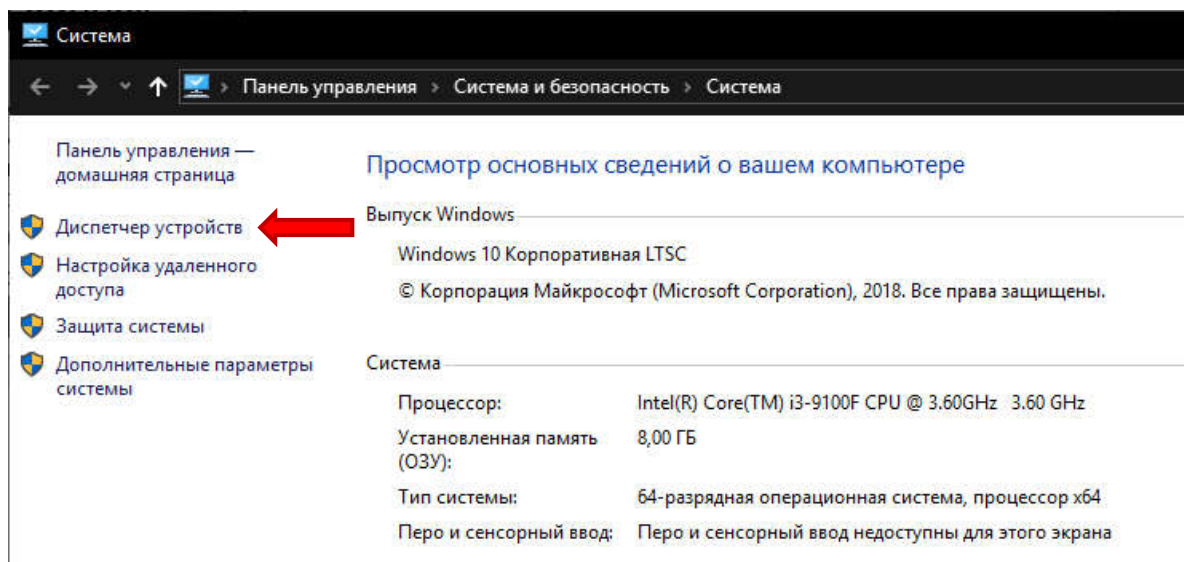 Система
Панель управления › Система и безопасность › Система
Панель управления —
домашняя страница
Диспетчер устройств
Настройка удаленного
доступа
Защита системы
Дополнительные параметры
системы
Просмотр основных сведений о вашем компьютере
Выпуск Windows
Windows 10 Корпоративная LTSC
© Корпорация Майкрософт (Microsoft Corporation), 2018. Все права защищены.
Система
Процессор: Intel(R) Core(TM) i3-9100F CPU @ 3.60GHz 3.60 GHz
Установленная память 8,00 ГБ
(ОЗУ):
Тип системы: 64-разрядная операционная система, процессор x64
Перо и сенсорный ввод: Перо и сенсорный ввод недоступны для этого экрана